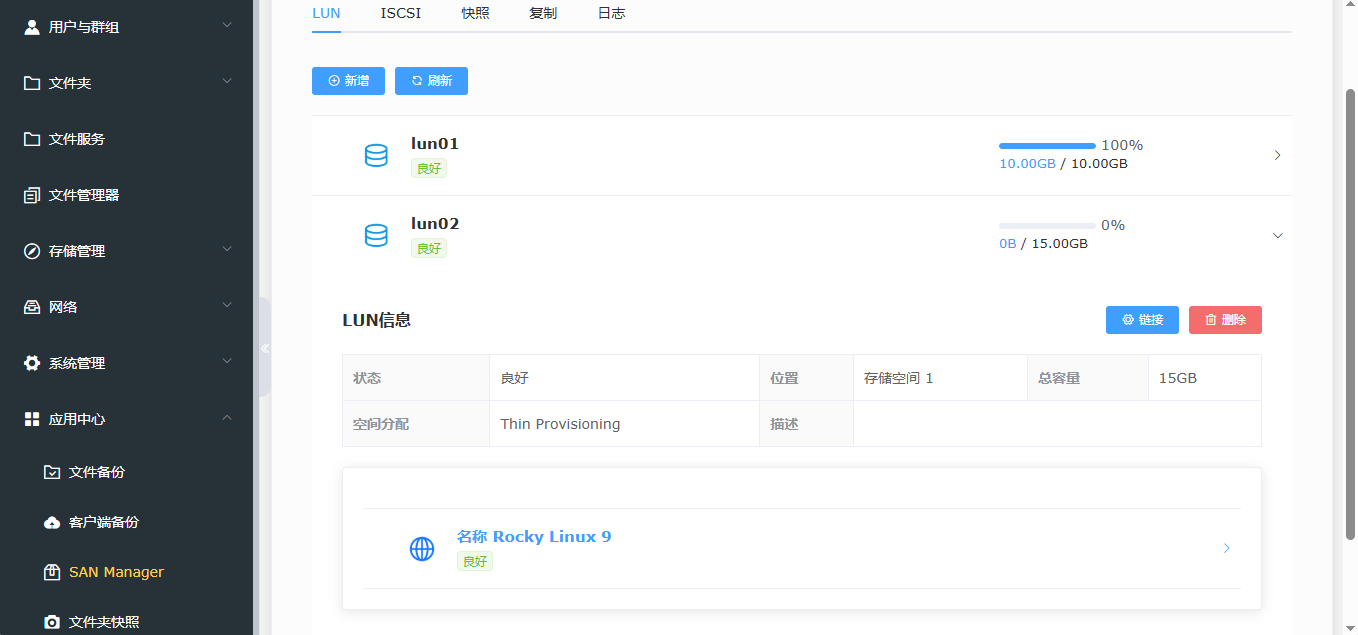 用户与群组
文件夹
文件服务
文件管理器
存储管理
网络
系统管理
应用中心
文件备份
客户端备份
SAN Manager
文件夹快照
LUN ISCSI 快照 复制 日志
新增 刷新
lun01
良好
100%
10.00GB / 10.00GB
lun02
良好
0%
0B / 15.00GB
LUN信息
链接 删除
状态 良好 位置 存储空间 1 总容量 15GB
空间分配 Thin Provisioning 描述
名称 Rocky Linux 9
良好